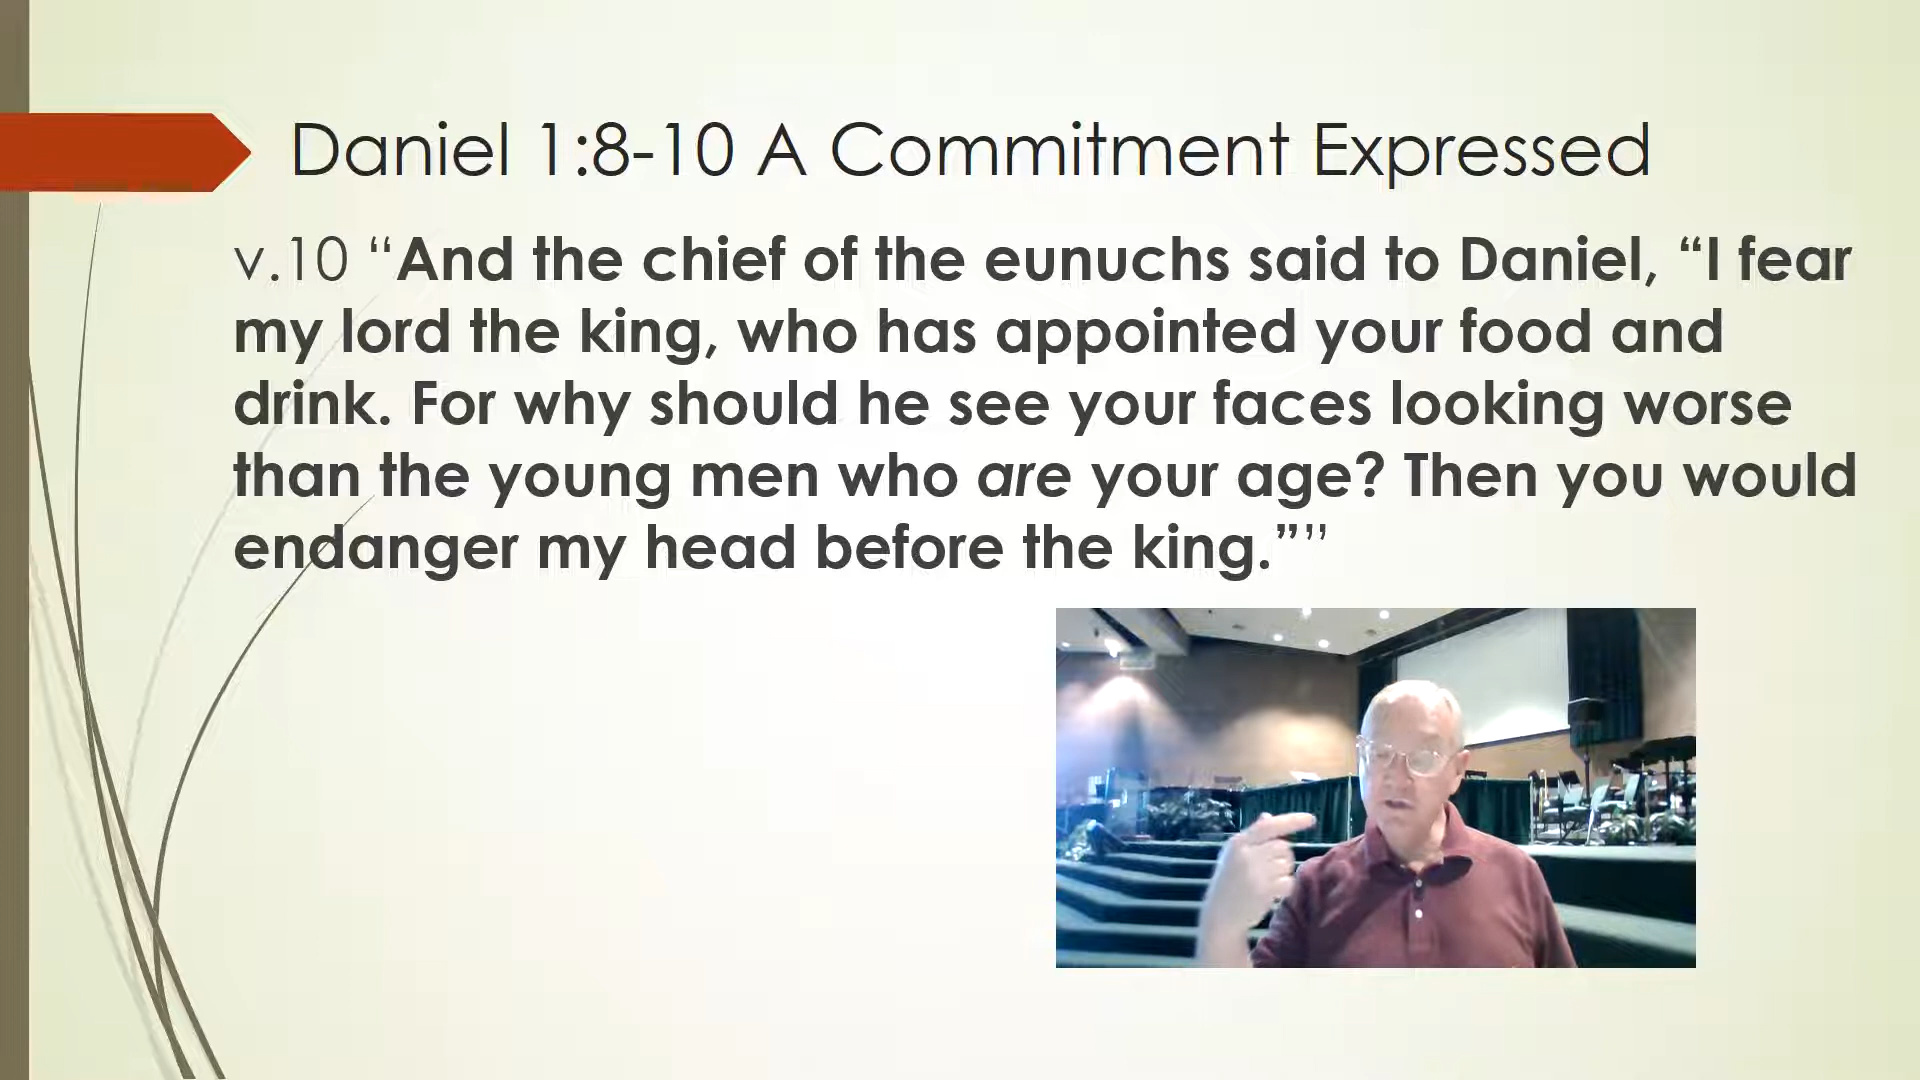 Daniel 1:8-10 A Commitment Expressed
v.10 “And the chief of the eunuchs said to Daniel, “I fear
my lord the king, who has appointed your food and
drink. For why should he see your faces looking worse
than the young men who are your age? Then you would
endanger my head before the king.””